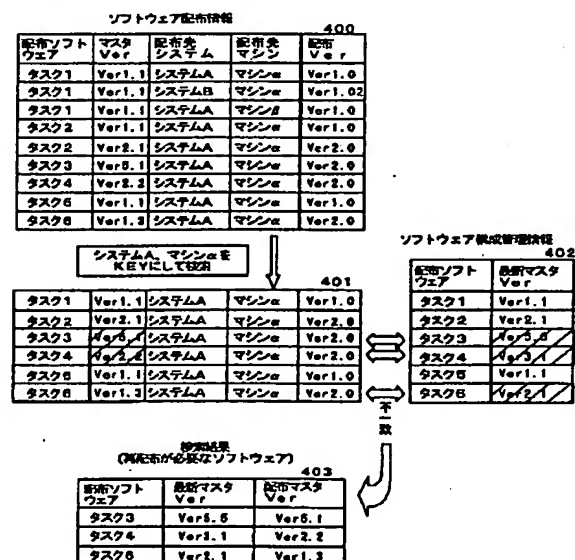 ソフトウェア配布情報
400
配布ソフトウェア マスタVer 配布先システム 配布先マシン 配布Ver
タスク1 Ver1.1 システムA マシンα Ver1.0
タスク1 Ver1.1 システムB マシンα Ver1.02
タスク1 Ver1.1 システムA マシンβ Ver1.0
タスク2 Ver1.1 システムA マシンα Ver1.0
タスク2 Ver2.1 システムA マシンα Ver2.0
タスク3 Ver5.1 システムA マシンα Ver2.0
タスク4 Ver2.2 システムA マシンα Ver2.0
タスク5 Ver1.1 システムA マシンα Ver1.0
タスク6 Ver1.3 システムA マシンα Ver2.0
システムA、マシンαを
KEYにして検索
401
タスク1 Ver1.1 システムA マシンα Ver1.0
タスク2 Ver2.1 システムA マシンα Ver2.0
タスク3 システムA マシンα Ver2.0
タスク4 Ver2.2 システムA マシンα Ver2.0
タスク5 Ver1.1 システムA マシンα Ver1.0
タスク6 Ver1.3 システムA マシンα Ver2.0
ソフトウェア構成管理情報
402
配布ソフトウェア 最新マスタVer
タスク1 Ver1.1
タスク2 Ver2.1
タスク3 Ver5.5
タスク4 Ver3.1
タスク5 Ver1.1
タスク6 Ver2.1
不一致
検索結果
(再配布が必要なソフトウェア)
403
配布ソフトウェア 最新マスタVer 配布マスタVer
タスク3 Ver5.5 Ver5.1
タスク4 Ver3.1 Ver2.2
タスク6 Ver2.1 Ver1.3